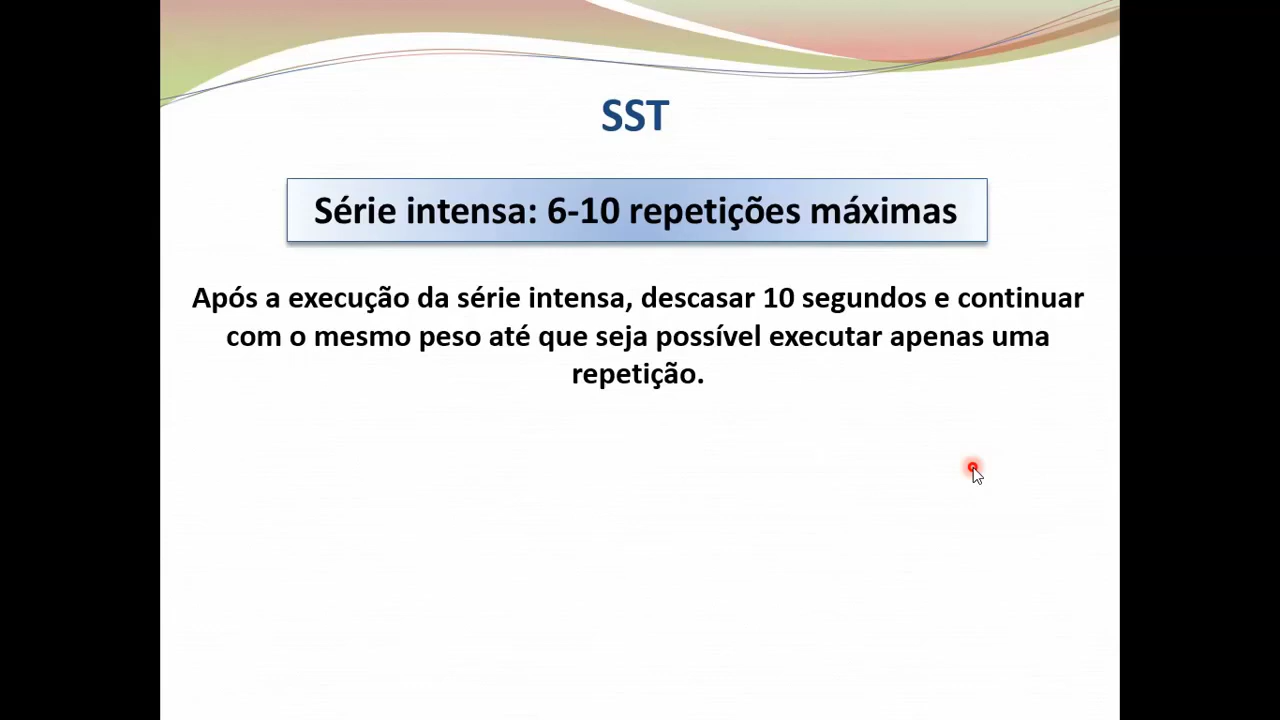 SST
Série intensa: 6-10 repetições máximas
Após a execução da série intensa, descasar 10 segundos e continuar
com o mesmo peso até que seja possível executar apenas uma
repetição.